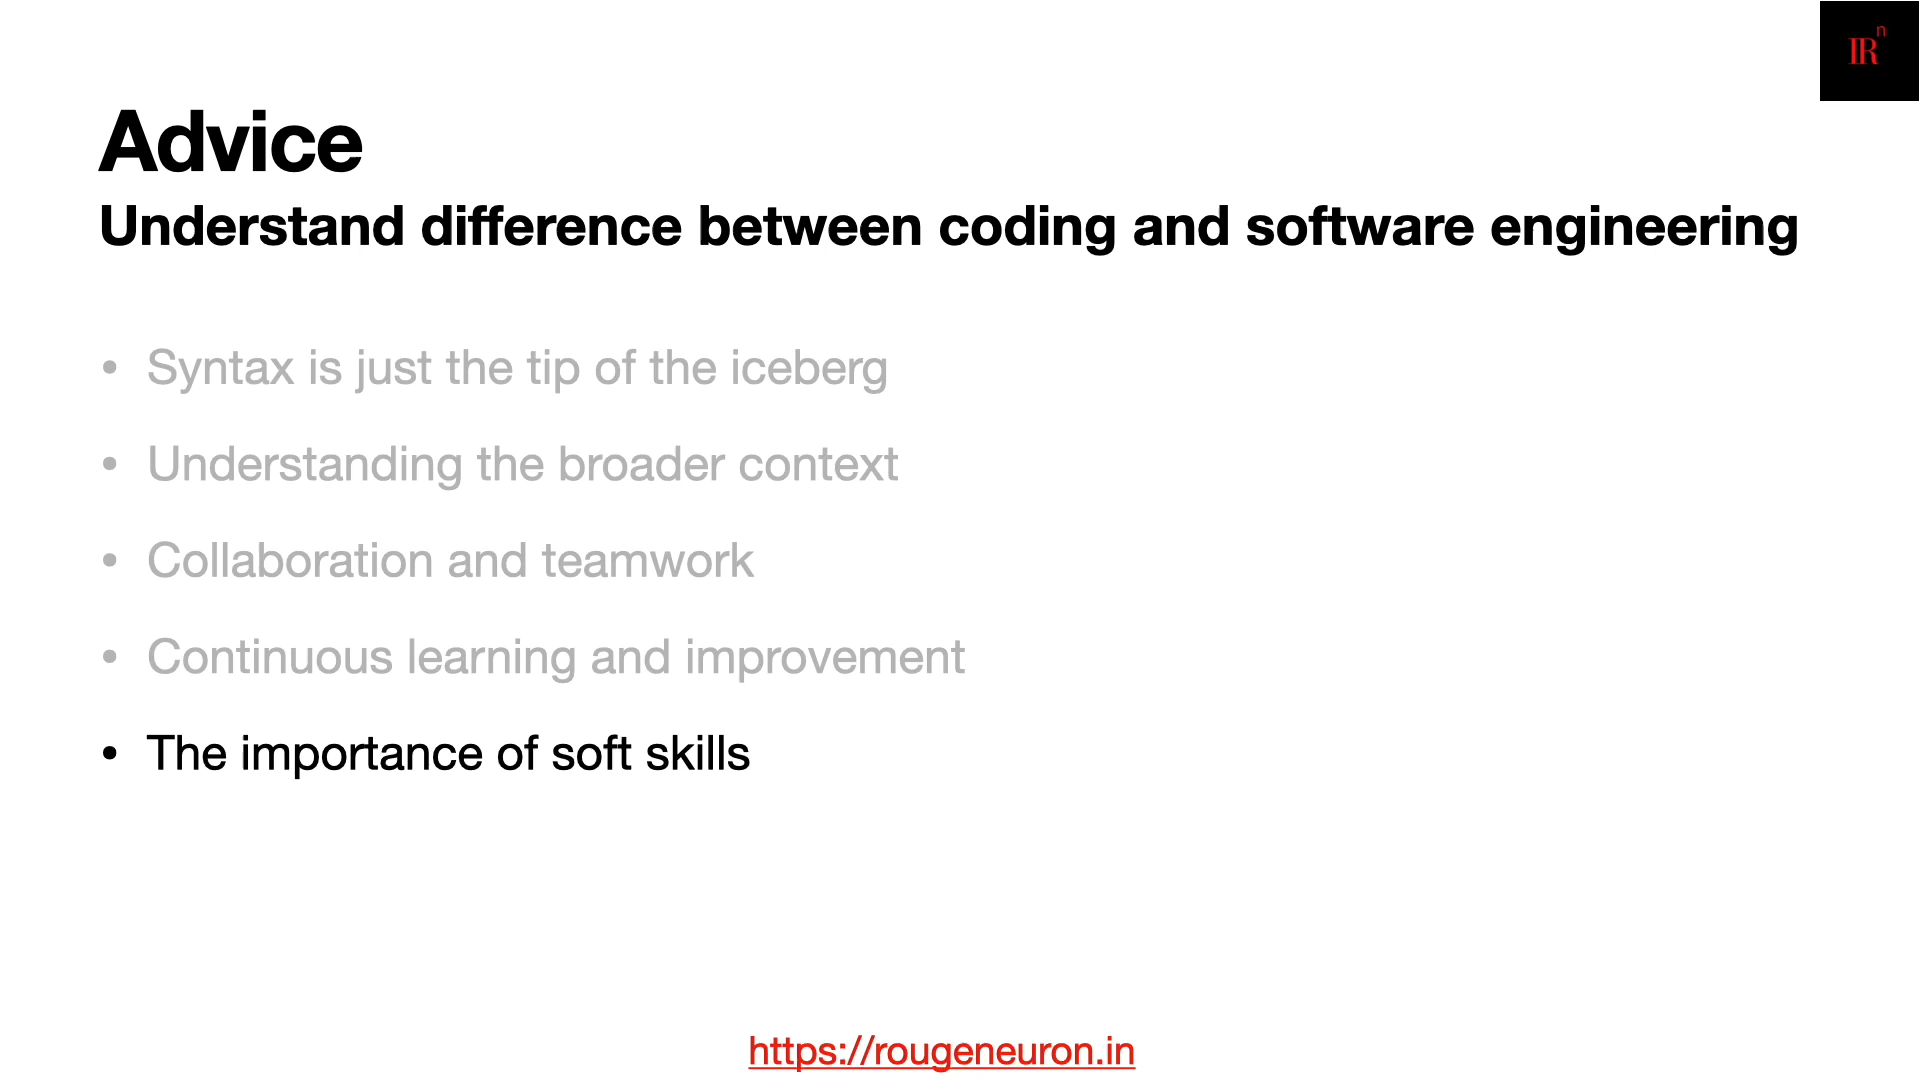 IRⁿ
Advice
Understand difference between coding and software engineering
• Syntax is just the tip of the iceberg
• Understanding the broader context
• Collaboration and teamwork
• Continuous learning and improvement
• The importance of soft skills
https://rougeneuron.in